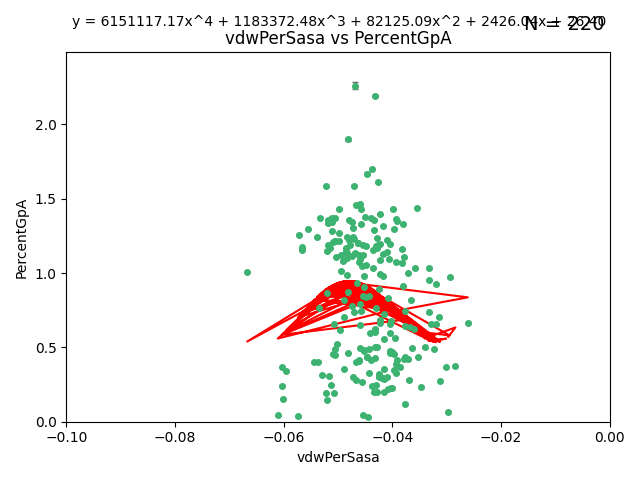 y = 6151117.17x^4 + 1183372.48x^3 + 82125.09x^2 + 2426.04x + 26.40
N = 220
vdwPerSasa vs PercentGpA
PercentGpA
2.0
1.5
1.0
0.5
0.0
−0.10 −0.08 −0.06 −0.04 −0.02 0.00
vdwPerSasa